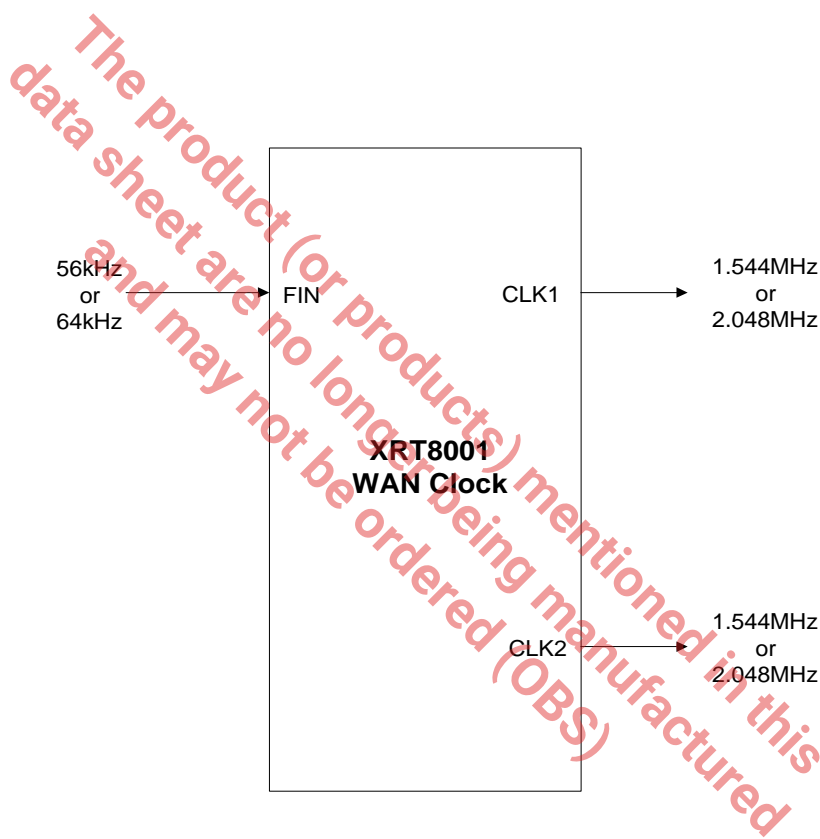 The product (or products) mentioned in this
data sheet are no longer being manufactured
and may not be ordered (OBS)
56kHz
or
64kHz
FIN
CLK1
1.544MHz
or
2.048MHz
XRT8001
WAN Clock
CLK2
1.544MHz
or
2.048MHz